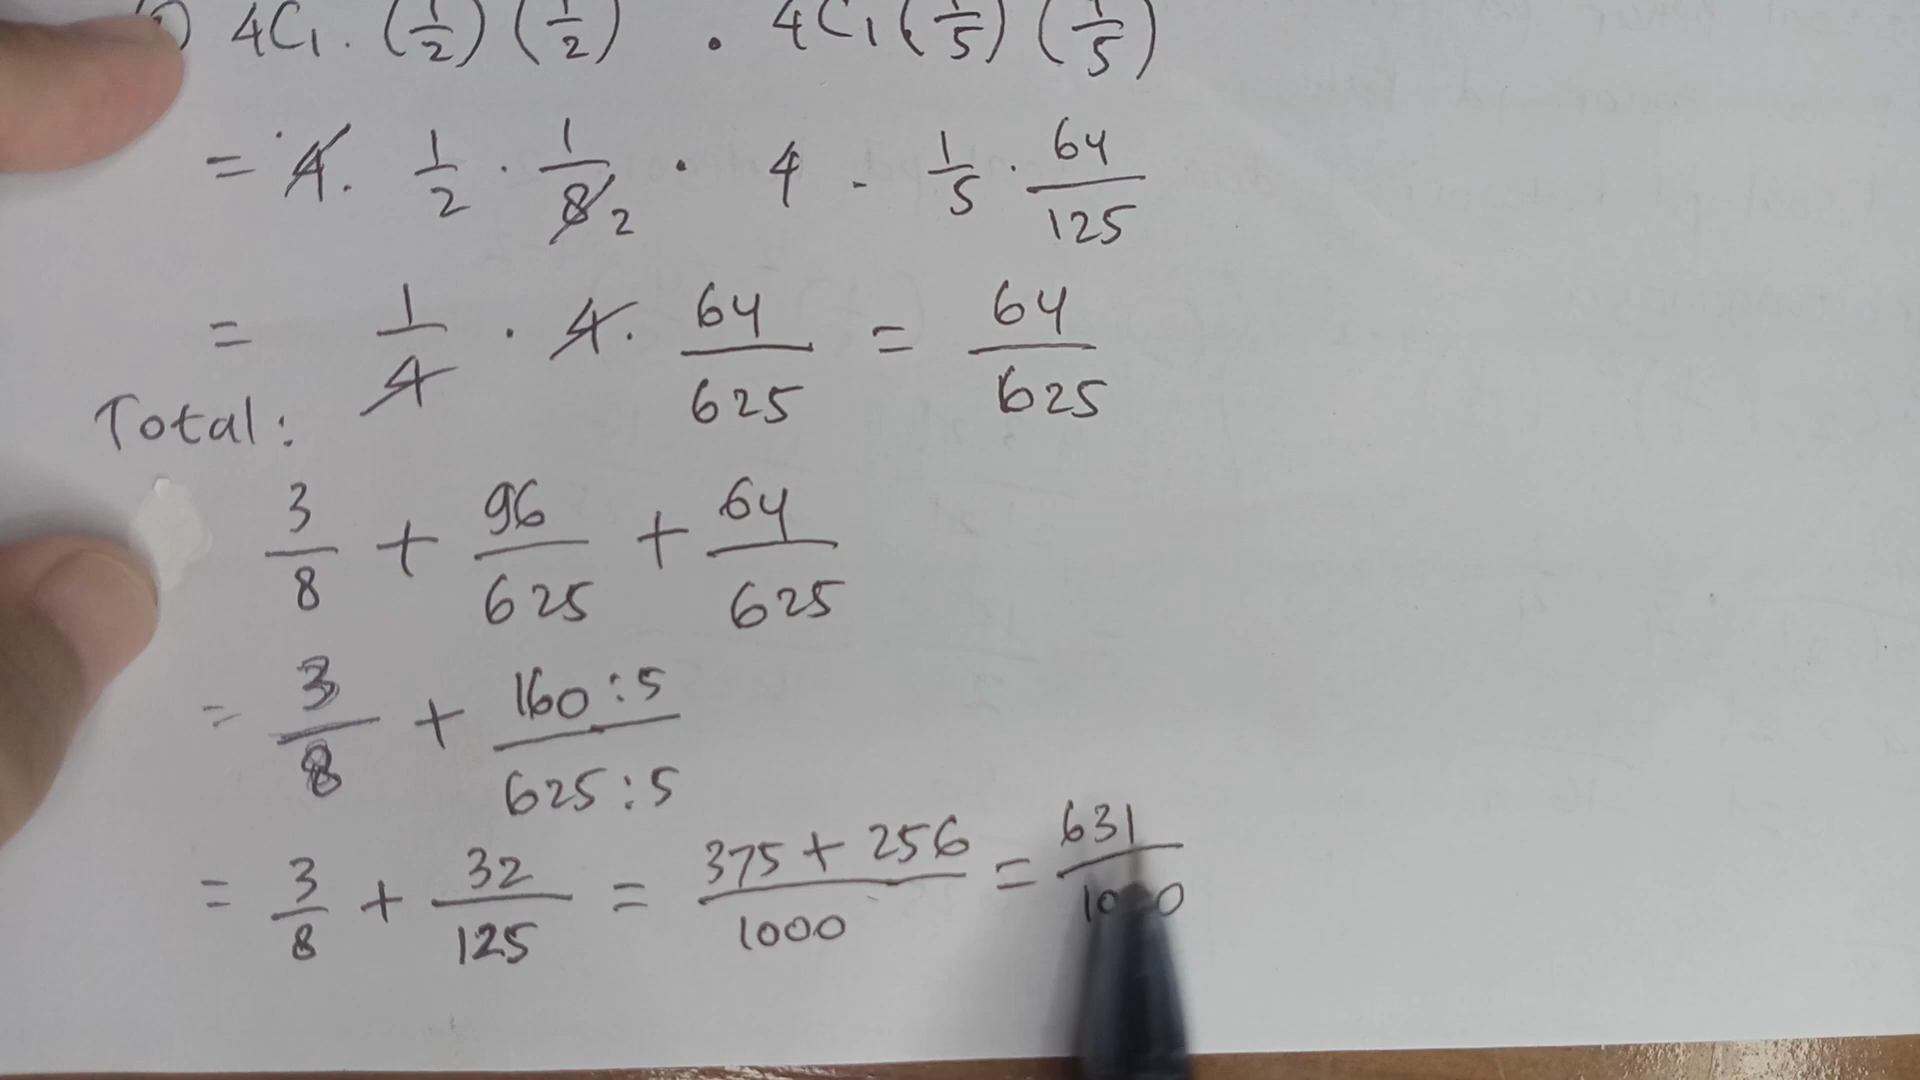 4C₁ . (1/2) (1/2) . 4C₁ (1/5) (1/5)
= 4 . 1/2 . 1/8 2 . 4 . 1/5 . 64/125
= 1/4 . 4 . 64/625 = 64/625
Total:
3/8 + 96/625 + 64/625
= 3/8 + 160:5/625:5
= 3/8 + 32/125 = 375 + 256/1000 = 631/1000